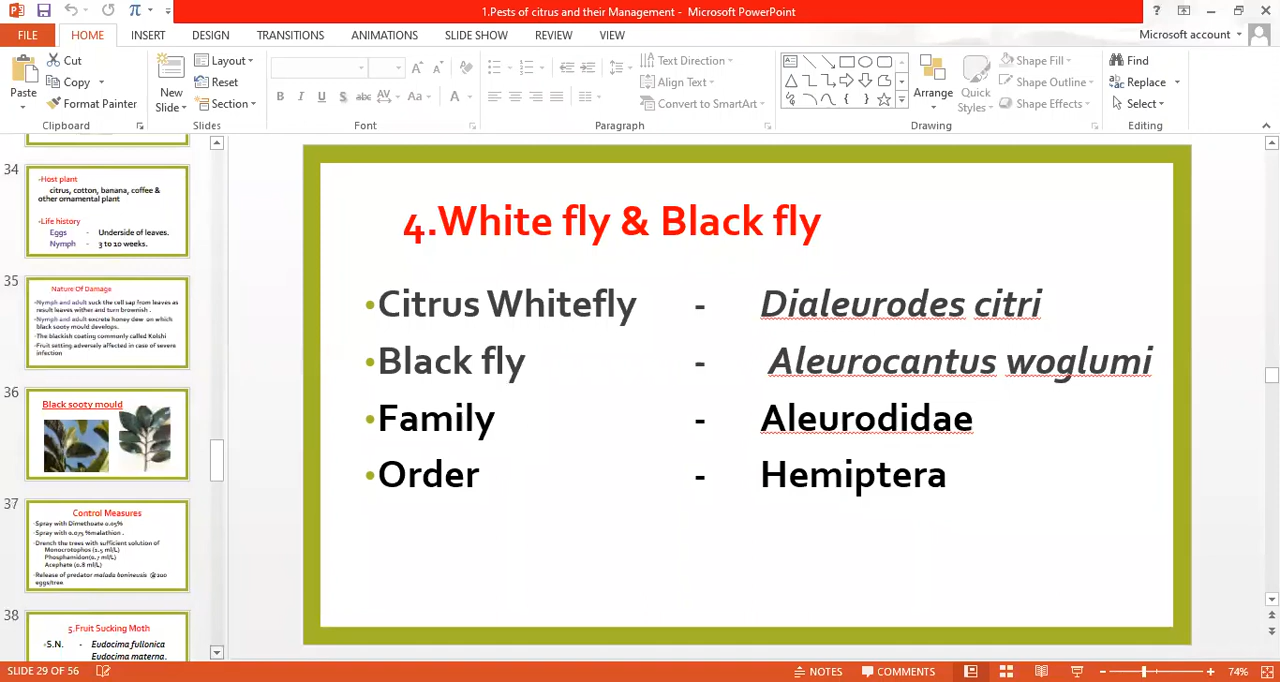 1.Pests of citrus and their Management - Microsoft PowerPoint
FILE HOME INSERT DESIGN TRANSITIONS ANIMATIONS SLIDE SHOW REVIEW VIEW Microsoft account
Paste Cut Copy Format Painter Clipboard
New Slide Layout Reset Section Slides
B I U S abc AV Aa A Font
Text Direction Align Text Convert to SmartArt Paragraph
Arrange Quick Styles Shape Fill Shape Outline Shape Effects Drawing
Find Replace Select Editing
34
-Host plant
citrus, cotton, banana, coffee &
other ornamental plant
-Life history
Eggs - Underside of leaves.
Nymph - 3 to 10 weeks.
35
Nature Of Damage
-Nymph and adult suck the cell sap from leaves as
result leaves wither and turn brownish .
-Nymph and adult excrete honey dew on which
black sooty mould develops.
-The blackish coating commonly called Kolshi
-Fruit setting adversely affected in case of severe
infection
36
Black sooty mould
37
Control Measures
-Spray with Dimethoate 0.05%
-Spray with 0.075 %malathion .
-Drench the trees with sufficient solution of
Monocrotophos (1.5 ml/L)
Phosphamidon(0.7 ml/L)
Acephate (0.8 ml/L)
-Release of predator malada boninensis @200
eggs/tree
38
5.Fruit Sucking Moth
-S.N. - Eudocima fullonica
Eudocima materna.
4.White fly & Black fly
•Citrus Whitefly - Dialeurodes citri
•Black fly - Aleurocantus woglumi
•Family - Aleurodidae
•Order - Hemiptera
SLIDE 29 OF 56 NOTES COMMENTS 74%